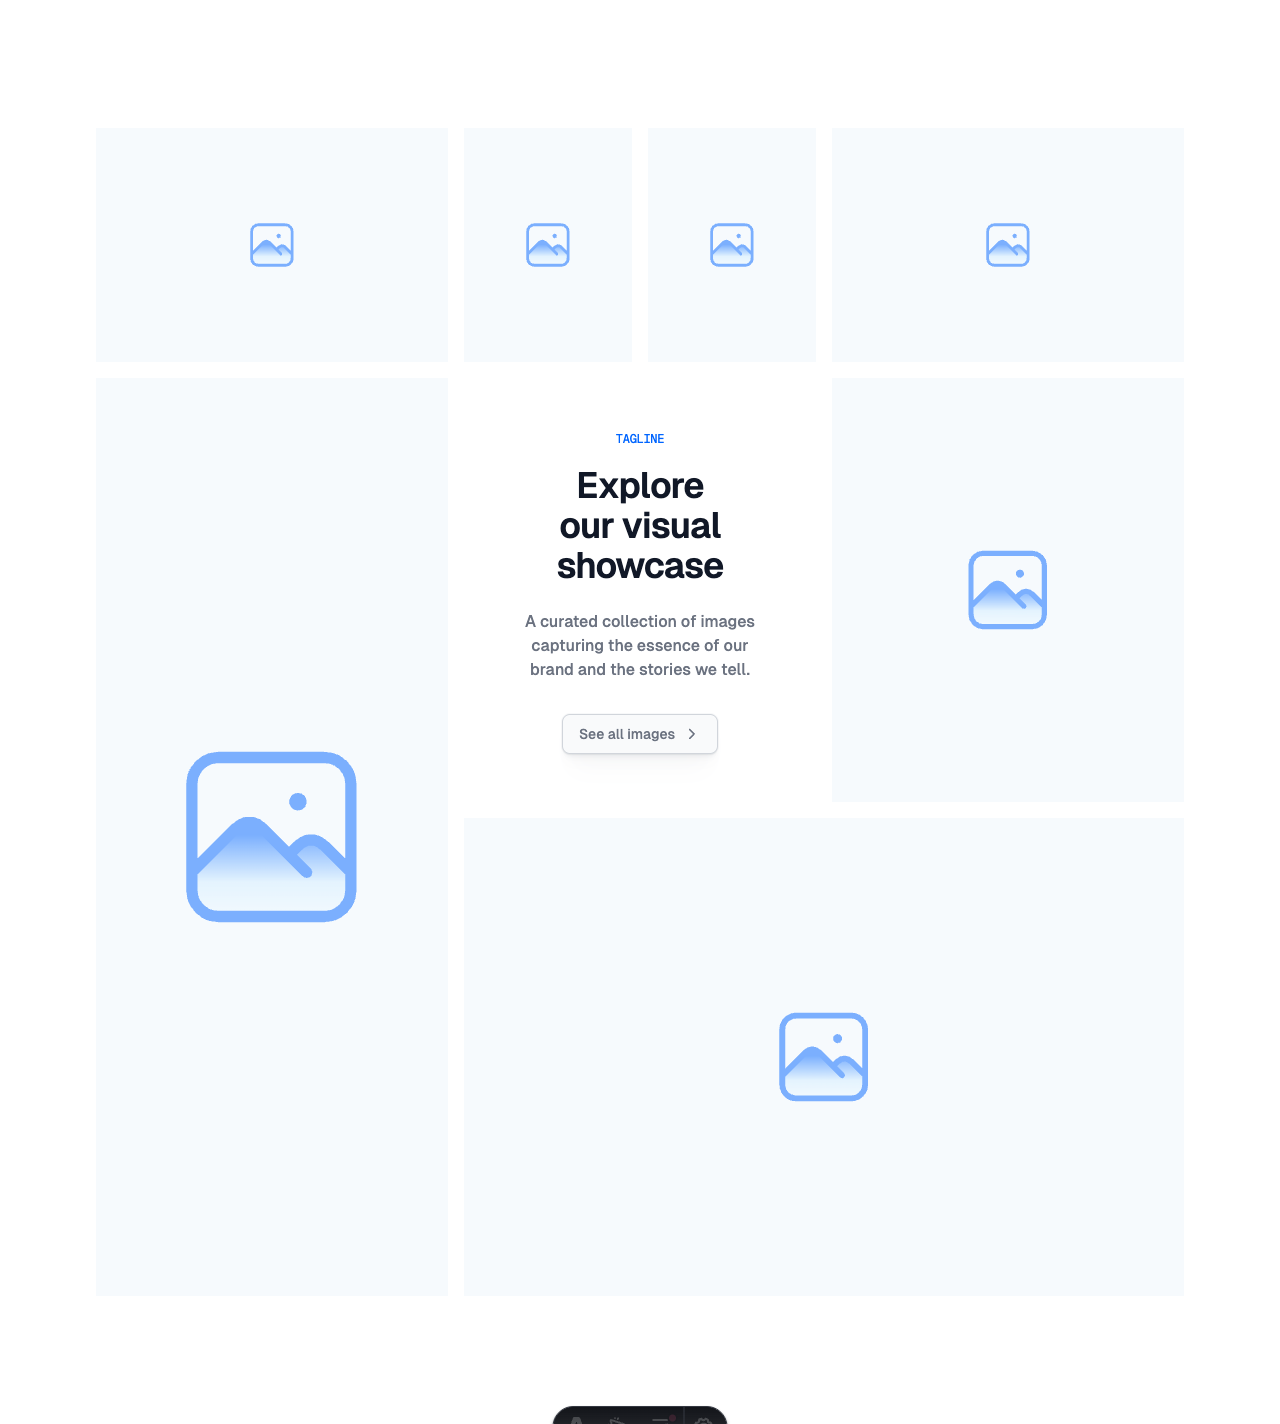 TAGLINE
Explore
our visual
showcase
A curated collection of images
capturing the essence of our
brand and the stories we tell.
See all images